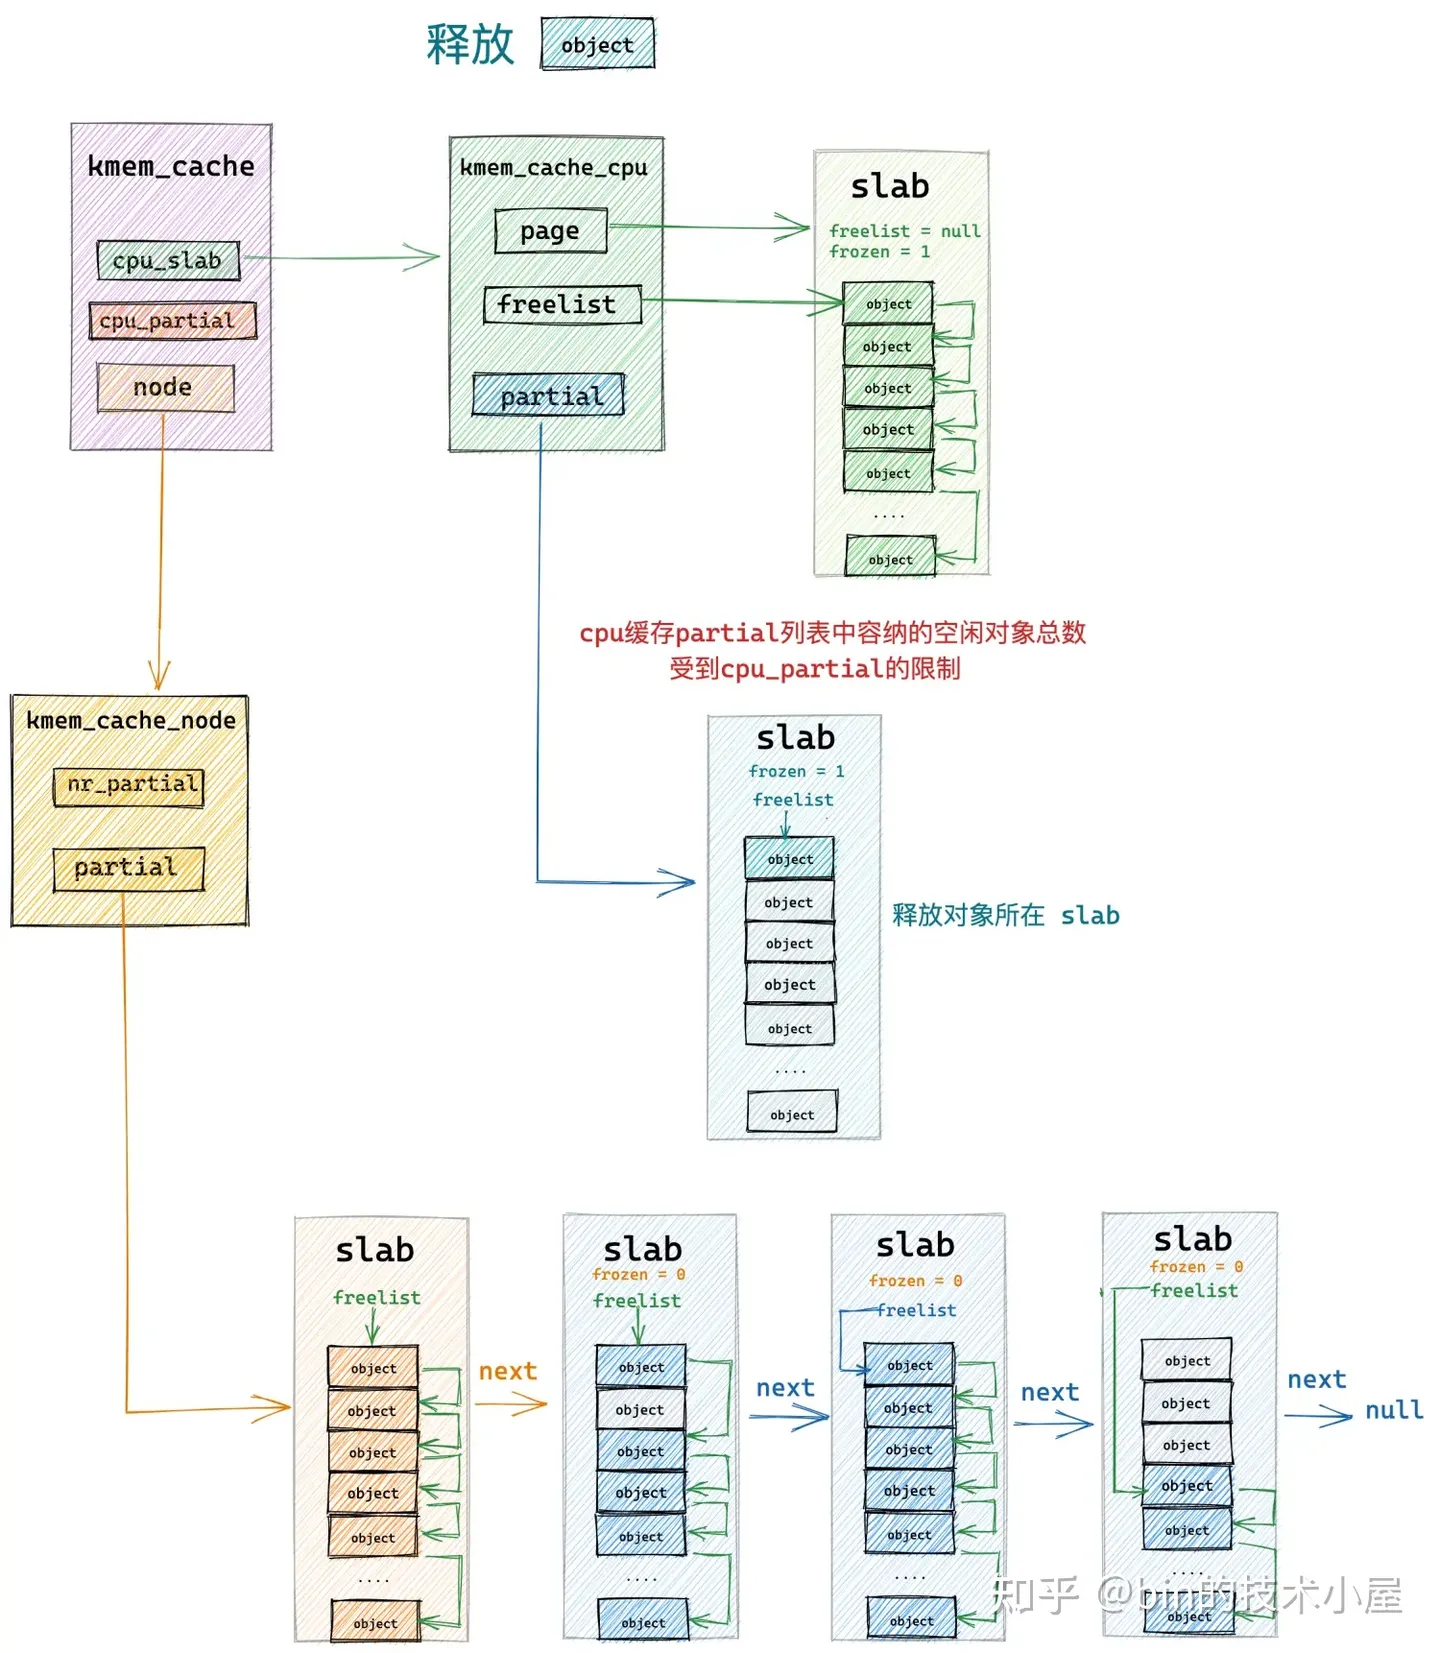 释放 object
kmem_cache
cpu_slab
cpu_partial
node
kmem_cache_cpu
page
freelist
partial
slab
freelist = null
frozen = 1
object
object
object
object
object
....
object
cpu缓存partial列表中容纳的空闲对象总数
受到cpu_partial的限制
kmem_cache_node
nr_partial
partial
slab
frozen = 1
freelist
object
object
object
object
object
....
object
释放对象所在 slab
slab
freelist
object
object
object
object
object
....
object
next
slab
frozen = 0
freelist
object
object
object
object
object
....
object
next
slab
frozen = 0
freelist
object
object
object
object
object
....
object
next
slab
frozen = 0
freelist
object
object
object
object
object
....
object
next
null
知乎 @bin的技术小屋